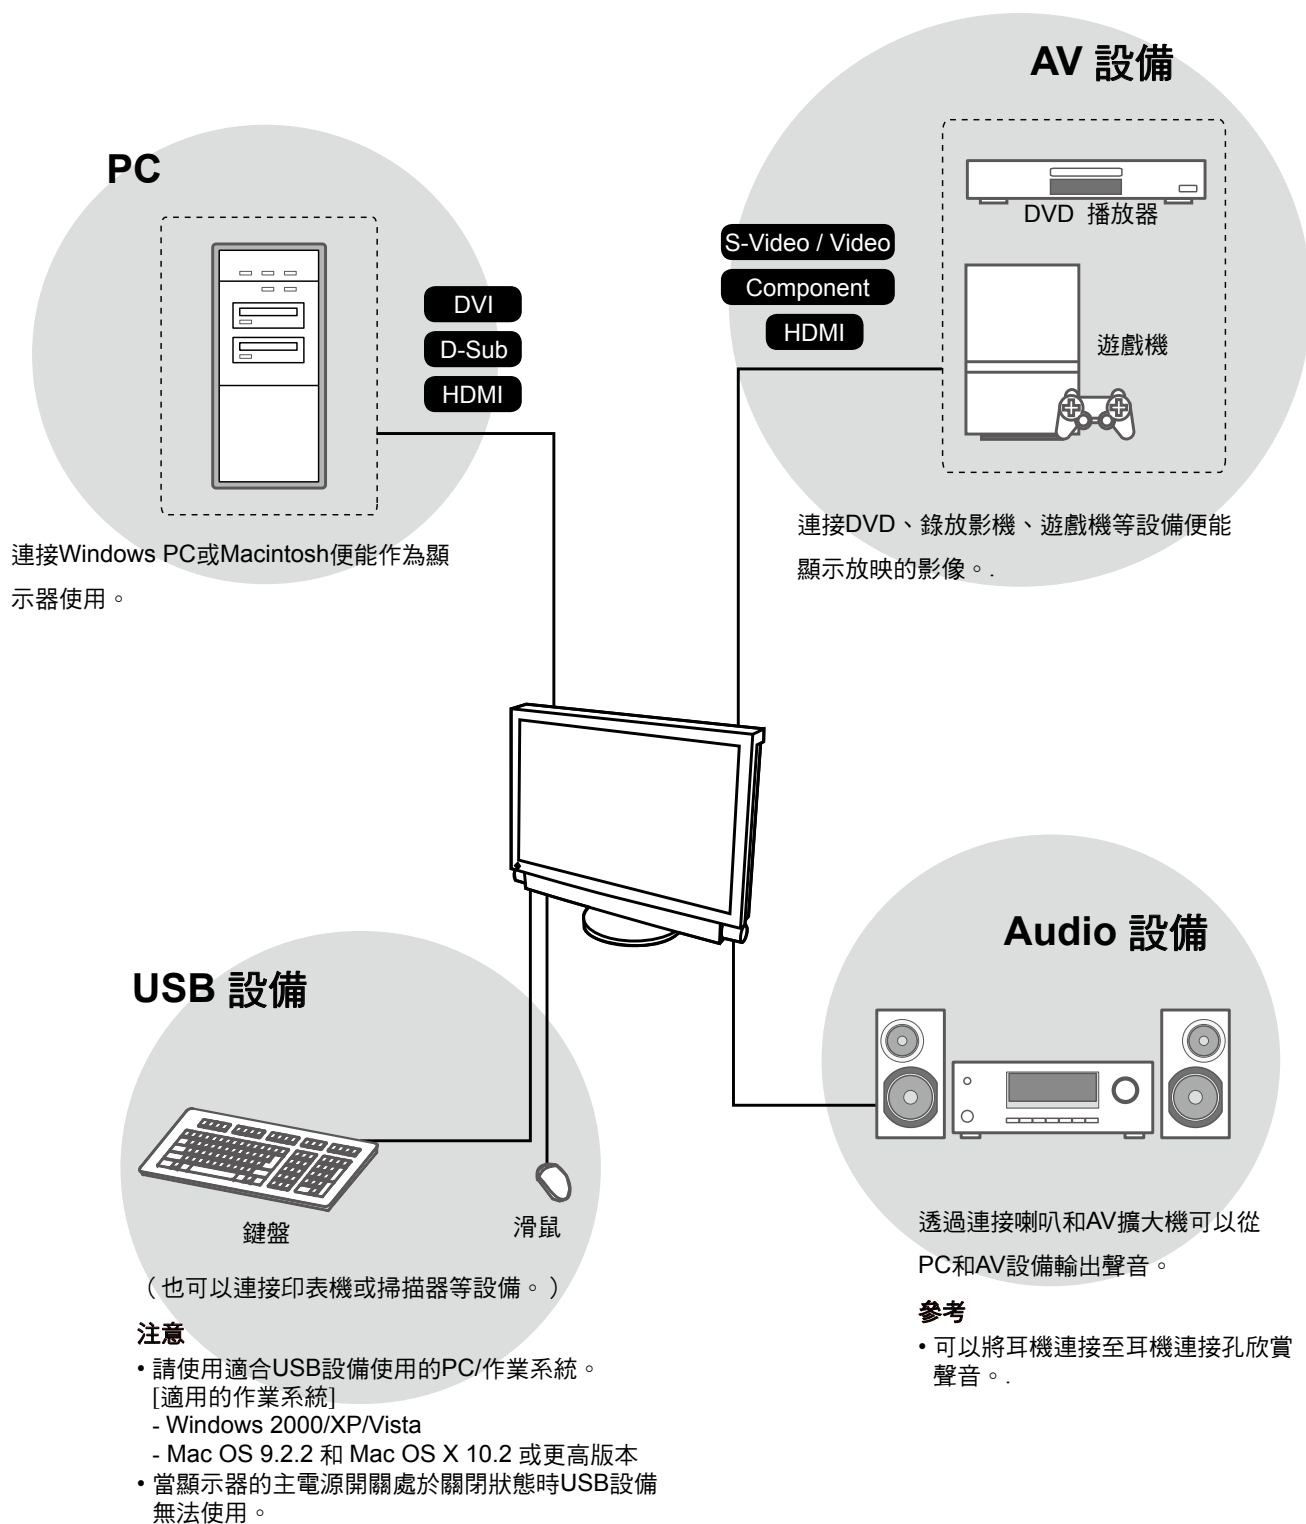 AV 設備
DVD 播放器
S-Video / Video
Component
HDMI
遊戲機
連接DVD、錄放影機、遊戲機等設備便能
顯示放映的影像。.
PC
DVI
D-Sub
HDMI
連接Windows PC或Macintosh便能作為顯
示器使用。
USB 設備
鍵盤
滑鼠
（也可以連接印表機或掃描器等設備。）
注意
• 請使用適合USB設備使用的PC/作業系統。
[適用的作業系統]
- Windows 2000/XP/Vista
- Mac OS 9.2.2 和 Mac OS X 10.2 或更高版本
• 當顯示器的主電源開關處於關閉狀態時USB設備
無法使用。
Audio 設備
透過連接喇叭和AV擴大機可以從
PC和AV設備輸出聲音。
參考
• 可以將耳機連接至耳機連接孔欣賞
聲音。.